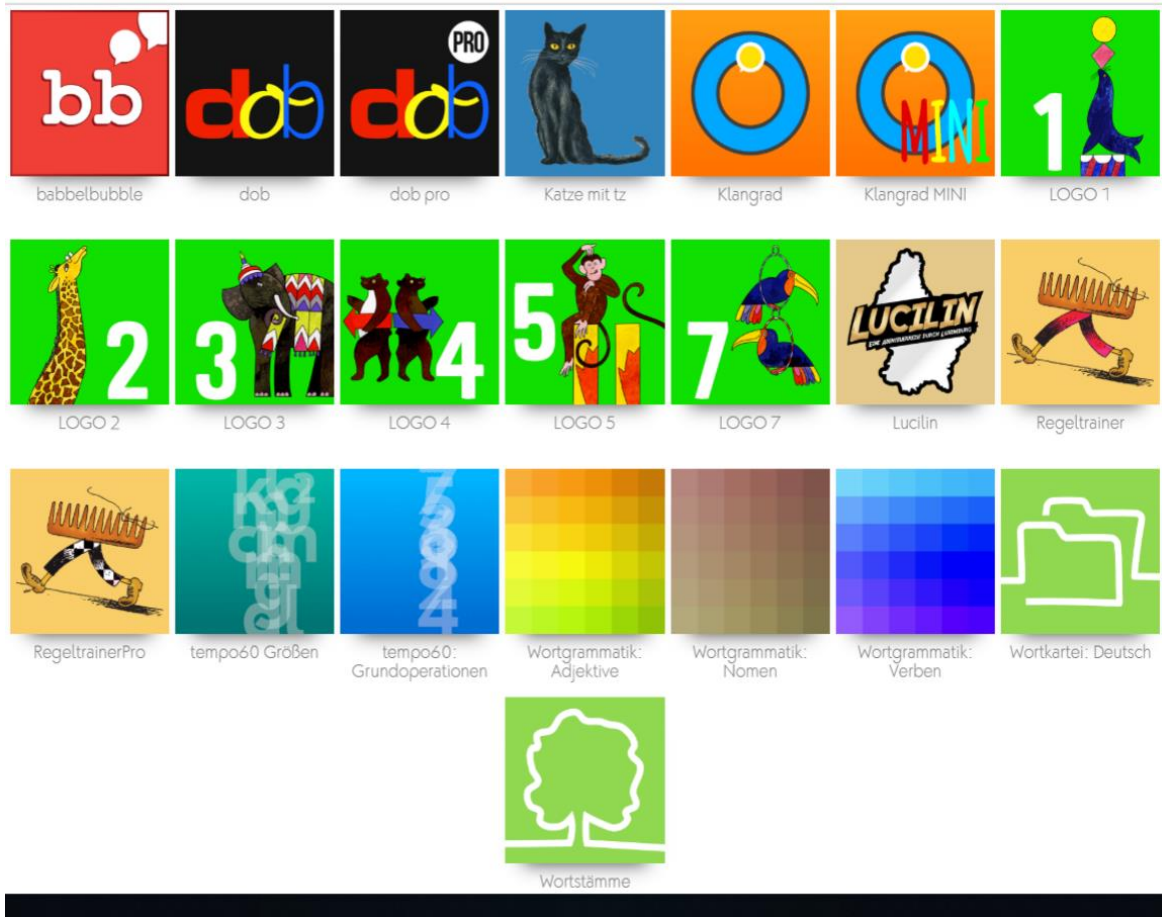 bb
babbelbubble
dob
dob
PRO
dob
dob pro
Katze mit tz
Klangrad
MINI
Klangrad MINI
1
LOGO 1
2
LOGO 2
3
LOGO 3
4
LOGO 4
5
LOGO 5
7
LOGO 7
LUCILIN
Lucilin
Regeltrainer
RegeltrainerPro
tempo60 Größen
tempo60:
Grundoperationen
Wortgrammatik:
Adjektive
Wortgrammatik:
Nomen
Wortgrammatik:
Verben
Wortkartei: Deutsch
Wortstämme